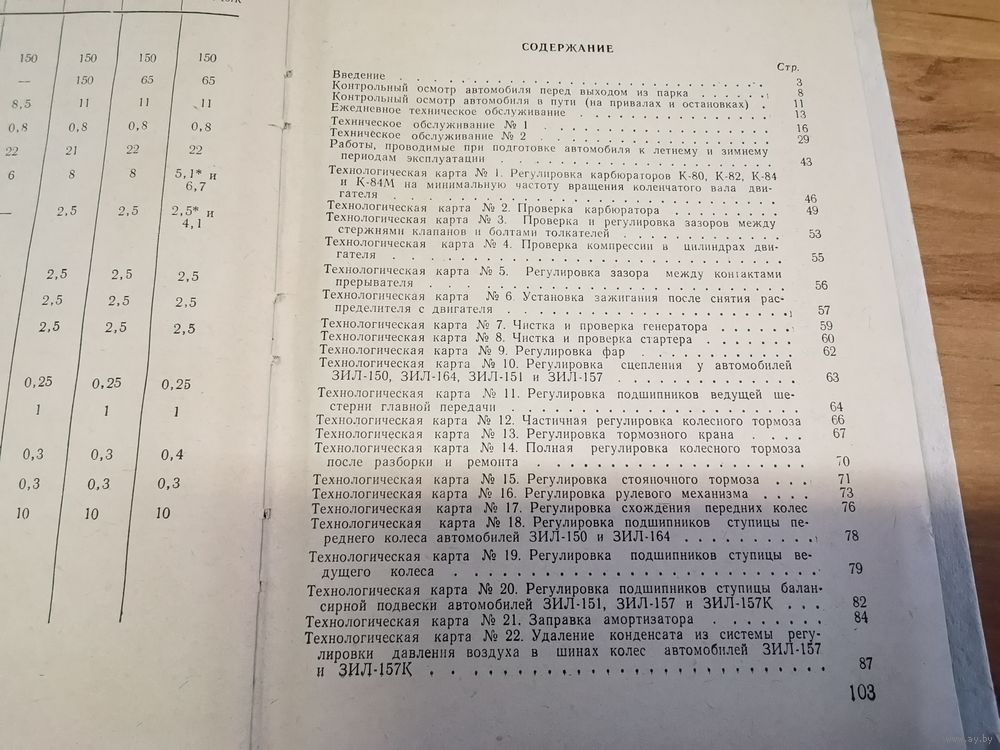 157К
150 150 150 150
— 150 65 65
8,5 11 11 11
0,8 0,8 0,8 0,8
22 21 22 22
6 8 8 5,1* и
6,7
— 2,5 2,5 2,5* и
4,1
2,5 2,5 2,5
2,5 2,5 2,5
2,5 2,5 2,5
0,25 0,25 0,25
1 1 1
0,3 0,3 0,4
0,3 0,3 0,3
10 10 10
СОДЕРЖАНИЕ
Стр.
Введение . . . . . . . . . . 3
Контрольный осмотр автомобиля перед выходом из парка . . . . . 8
Контрольный осмотр автомобиля в пути (на привалах и остановках) . 11
Ежедневное техническое обслуживание . . . . . . . . . . 13
Техническое обслуживание № 1 . . . . . . . . . . 16
Техническое обслуживание № 2 . . . . . . . . . . 29
Работы, проводимые при подготовке автомобиля к летнему и зимнему
периодам эксплуатации . . . . . . . . . . 43
Технологическая карта № 1. Регулировка карбюраторов К-80, К-82, К-84
и К-84М на минимальную частоту вращения коленчатого вала дви-
гателя . . . . . . . . . . 46
Технологическая карта № 2. Проверка карбюратора . . . . . . . . 49
Технологическая карта № 3. Проверка и регулировка зазоров между
стержнями клапанов и болтами толкателей . . . . . . . . 53
Технологическая карта № 4. Проверка компрессии в цилиндрах дви-
гателя . . . . . . . . . . 55
Технологическая карта № 5. Регулировка зазора между контактами
прерывателя . . . . . . . . . . 56
Технологическая карта № 6. Установка зажигания после снятия рас-
пределителя с двигателя . . . . . . . . . . 57
Технологическая карта № 7. Чистка и проверка генератора . . . . . . 59
Технологическая карта № 8. Чистка и проверка стартера . . . . . . . 60
Технологическая карта № 9. Регулировка фар . . . . . . . . . . 62
Технологическая карта № 10. Регулировка сцепления у автомобилей
ЗИЛ-150, ЗИЛ-164, ЗИЛ-151 и ЗИЛ-157 . . . . . . . . . . 63
Технологическая карта № 11. Регулировка подшипников ведущей ше-
стерни главной передачи . . . . . . . . . . 64
Технологическая карта № 12. Частичная регулировка колесного тормоза 66
Технологическая карта № 13. Регулировка тормозного крана . . . . 67
Технологическая карта № 14. Полная регулировка колесного тормоза
после разборки и ремонта . . . . . . . . . . 70
Технологическая карта № 15. Регулировка стояночного тормоза . . . 71
Технологическая карта № 16. Регулировка рулевого механизма . . . . 73
Технологическая карта № 17. Регулировка схождения передних колес 76
Технологическая карта № 18. Регулировка подшипников ступицы пе-
реднего колеса автомобилей ЗИЛ-150 и ЗИЛ-164 . . . . . . . . . 78
Технологическая карта № 19. Регулировка подшипников ступицы ве-
дущего колеса . . . . . . . . . . 79
Технологическая карта № 20. Регулировка подшипников ступицы балан-
сирной подвески автомобилей ЗИЛ-151, ЗИЛ-157 и ЗИЛ-157К . . . 82
Технологическая карта № 21. Заправка амортизатора . . . . . . . . 84
Технологическая карта № 22. Удаление конденсата из системы регу-
лировки давления воздуха в шинах колес автомобилей ЗИЛ-157
и ЗИЛ-157К . . . . . . . . . . 87
103
www.ay.by